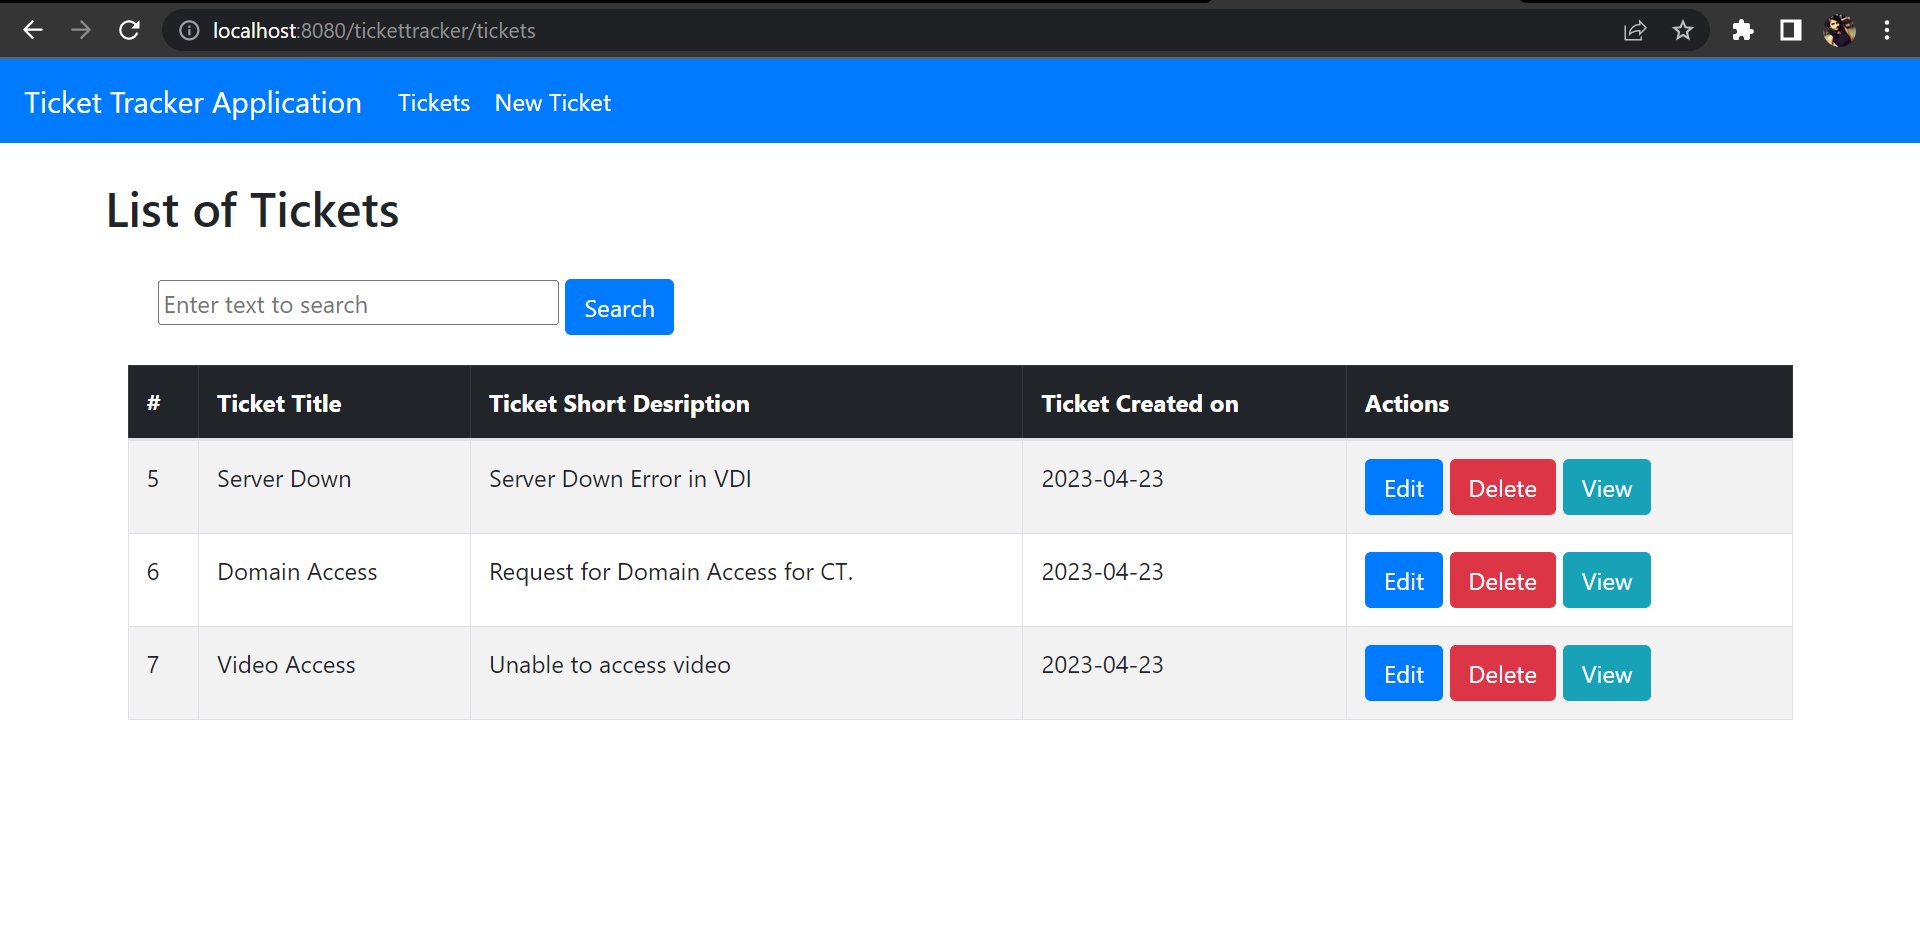 localhost:8080/tickettracker/tickets
Ticket Tracker Application Tickets New Ticket
List of Tickets
Enter text to search Search
# Ticket Title Ticket Short Desription Ticket Created on Actions
5 Server Down Server Down Error in VDI 2023-04-23 Edit Delete View
6 Domain Access Request for Domain Access for CT. 2023-04-23 Edit Delete View
7 Video Access Unable to access video 2023-04-23 Edit Delete View